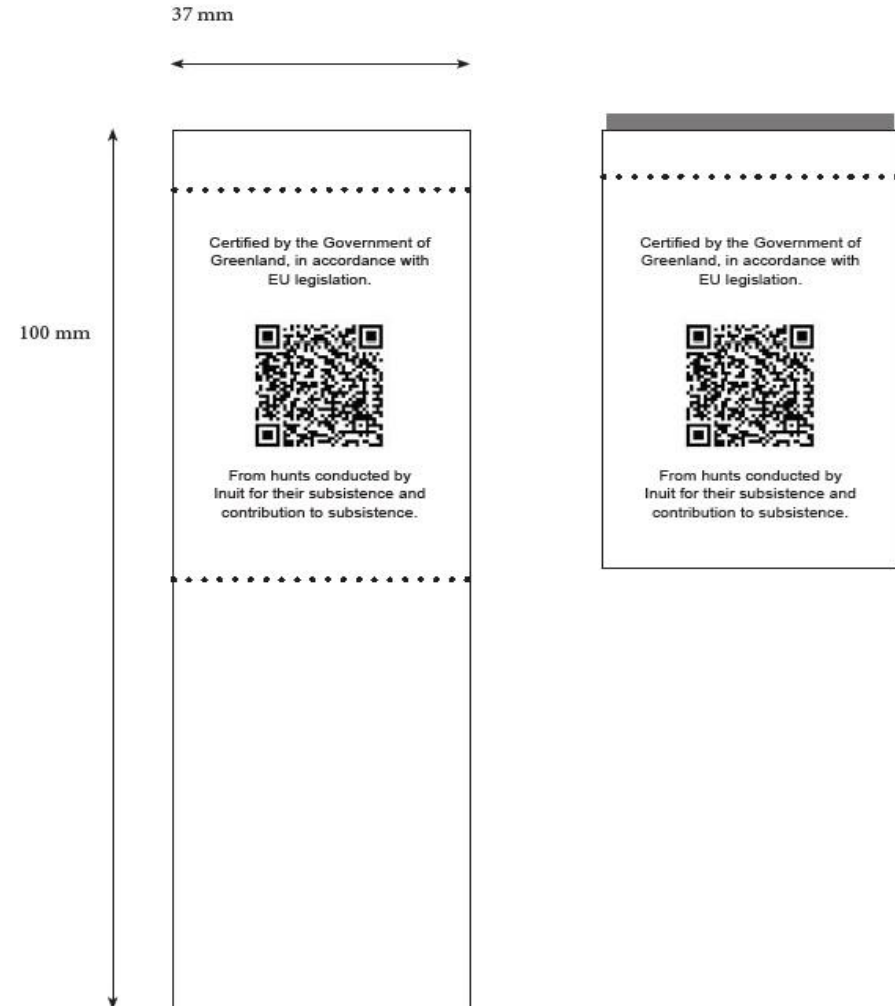 37 mm
100 mm
Certified by the Government of
Greenland, in accordance with
EU legislation.
From hunts conducted by
Inuit for their subsistence and
contribution to subsistence.
Certified by the Government of
Greenland, in accordance with
EU legislation.
From hunts conducted by
Inuit for their subsistence and
contribution to subsistence.